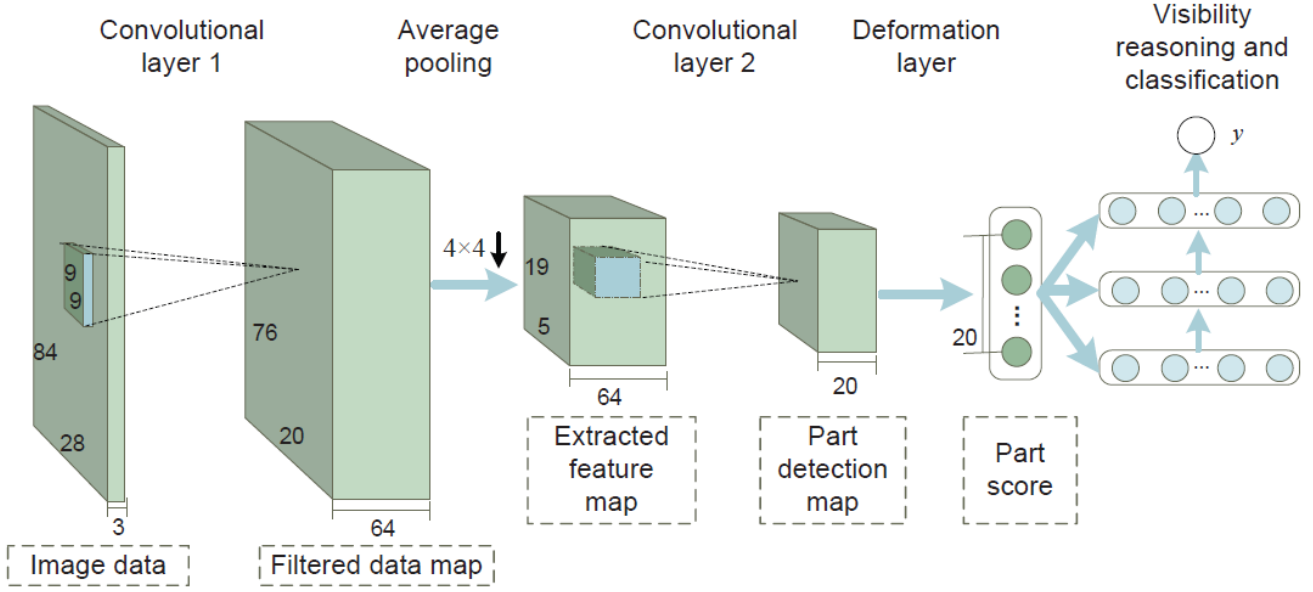 Convolutional
layer 1
Average
pooling
Convolutional
layer 2
Deformation
layer
Visibility
reasoning and
classification
y
9
9
84
28
3
76
20
64
4×4
19
5
64
20
...
20
...
...
...
Image data
Filtered data map
Extracted
feature
map
Part
detection
map
Part
score